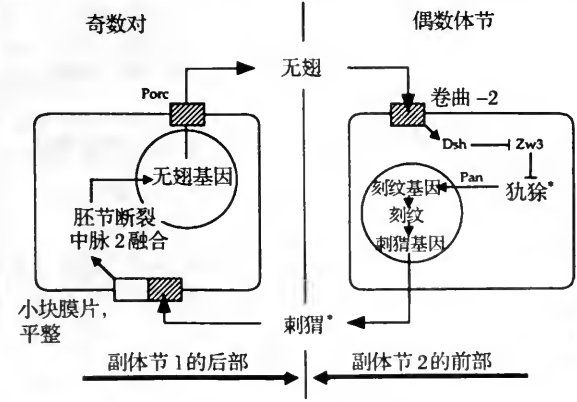 奇数对
偶数体节
无翅
Porc
卷曲-2
Dsh
Zw3
Pan
犰狳*
无翅基因
刻纹基因
刻纹
刺猬基因
胚节断裂
中脉2融合
小块膜片,
平整
刺猬*
副体节1的后部
副体节2的前部